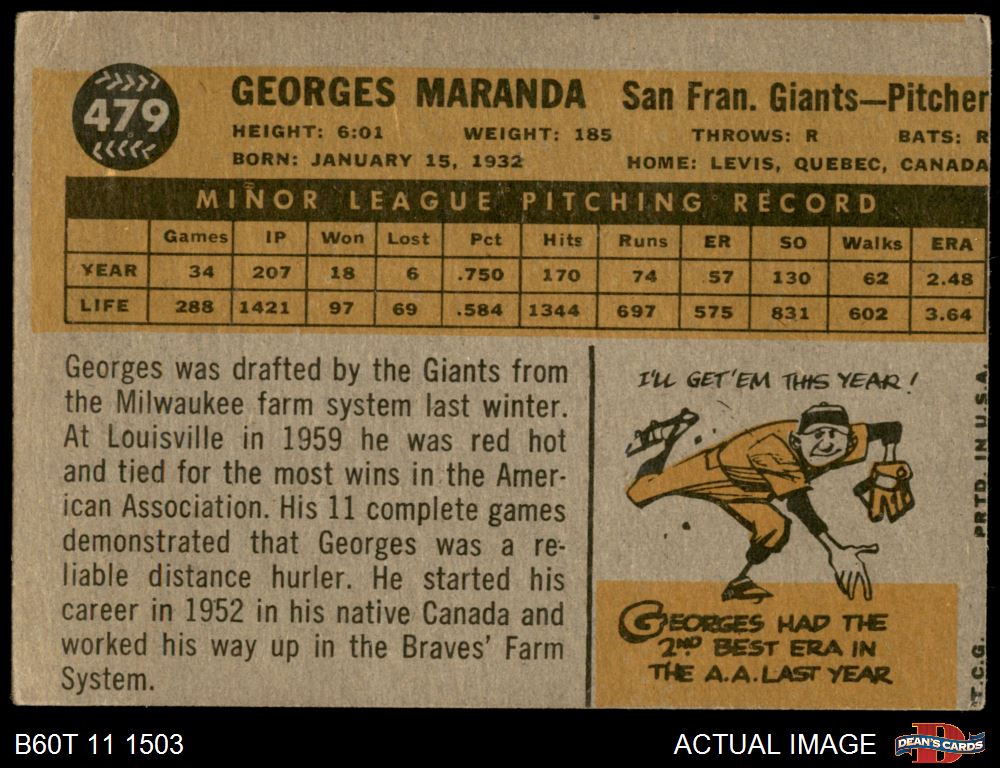 479
GEORGES MARANDA San Fran. Giants—Pitcher
HEIGHT: 6:01 WEIGHT: 185 THROWS: R BATS: R
BORN: JANUARY 15, 1932 HOME: LEVIS, QUEBEC, CANADA
MINOR LEAGUE PITCHING RECORD
Games IP Won Lost Pct Hits Runs ER SO Walks ERA
YEAR 34 207 18 6 .750 170 74 57 130 62 2.48
LIFE 288 1421 97 69 .584 1344 697 575 831 602 3.64
Georges was drafted by the Giants from
the Milwaukee farm system last winter.
At Louisville in 1959 he was red hot
and tied for the most wins in the Amer-
ican Association. His 11 complete games
demonstrated that Georges was a re-
liable distance hurler. He started his
career in 1952 in his native Canada and
worked his way up in the Braves' Farm
System.
I'LL GET 'EM THIS YEAR!
GEORGES HAD THE
2ND BEST ERA IN
THE A.A. LAST YEAR
T.C.G. PRTD. IN U.S.A.
B60T 11 1503
ACTUAL IMAGE
D
DEAN'S CARDS